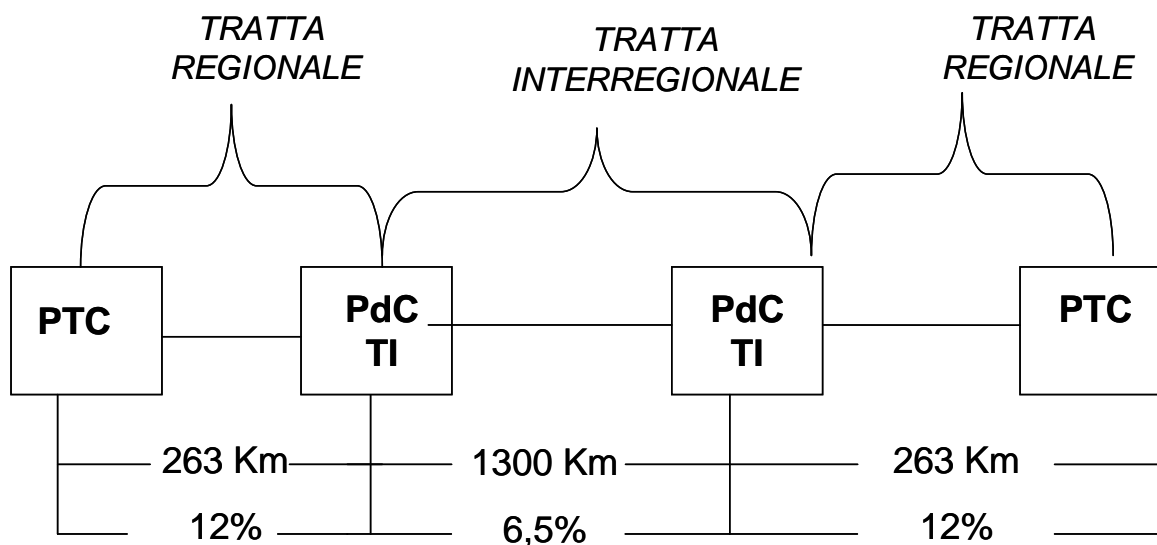 TRATTA
REGIONALE
TRATTA
INTERREGIONALE
TRATTA
REGIONALE
PTC
PdC
TI
PdC
TI
PTC
263 Km
1300 Km
263 Km
12%
6,5%
12%